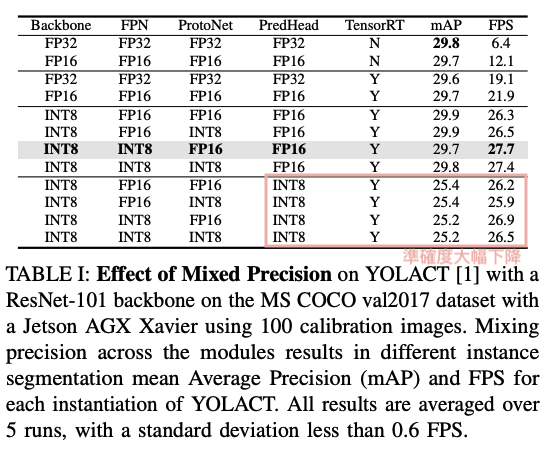 Backbone FPN ProtoNet PredHead TensorRT mAP FPS
FP32 FP32 FP32 FP32 N 29.8 6.4
FP16 FP16 FP16 FP16 N 29.7 12.1
FP32 FP32 FP32 FP32 Y 29.6 19.1
FP16 FP16 FP16 FP16 Y 29.7 21.9
INT8 FP16 FP16 FP16 Y 29.9 26.3
INT8 FP16 INT8 FP16 Y 29.9 26.5
INT8 INT8 FP16 FP16 Y 29.7 27.7
INT8 INT8 INT8 FP16 Y 29.8 27.4
INT8 FP16 FP16 INT8 Y 25.4 26.2
INT8 FP16 INT8 INT8 Y 25.4 25.9
INT8 INT8 FP16 INT8 Y 25.2 26.9
INT8 INT8 INT8 INT8 Y 25.2 26.5
準確度大幅下降
TABLE I: Effect of Mixed Precision on YOLACT [1] with a
ResNet-101 backbone on the MS COCO val2017 dataset with
a Jetson AGX Xavier using 100 calibration images. Mixing
precision across the modules results in different instance
segmentation mean Average Precision (mAP) and FPS for
each instantiation of YOLACT. All results are averaged over
5 runs, with a standard deviation less than 0.6 FPS.